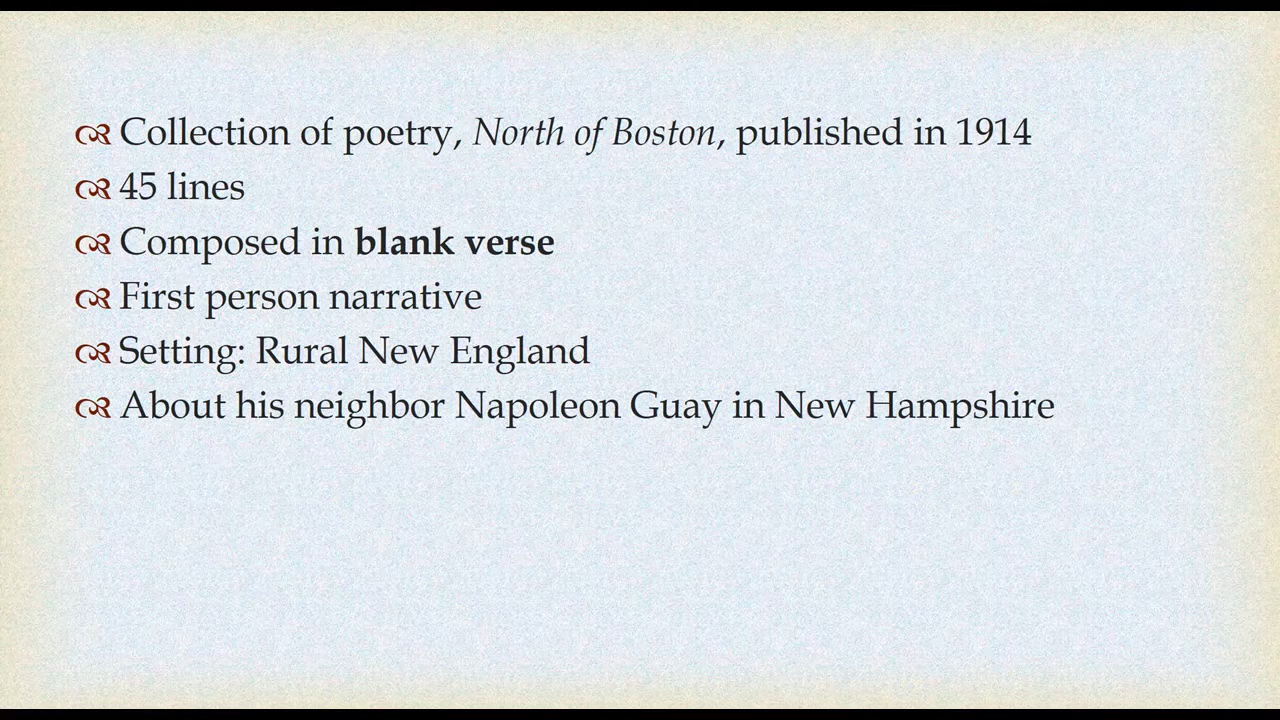 Collection of poetry, North of Boston, published in 1914
45 lines
Composed in blank verse
First person narrative
Setting: Rural New England
About his neighbor Napoleon Guay in New Hampshire